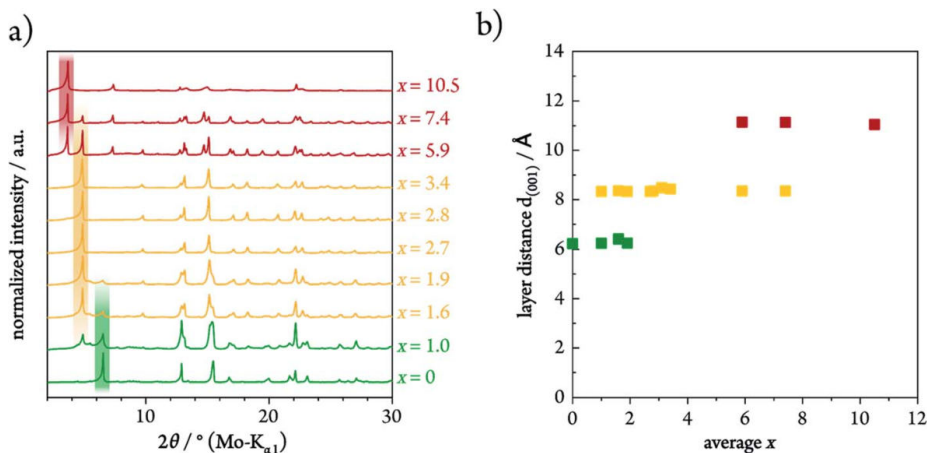 a)
normalized intensity / a.u.
x = 10.5
x = 7.4
x = 5.9
x = 3.4
x = 2.8
x = 2.7
x = 1.9
x = 1.6
x = 1.0
x = 0
10
20
30
2θ / ° (Mo-Kα1)
b)
layer distance d(001) / Å
14
12
10
8
6
4
2
0
0
2
4
6
8
10
12
average x